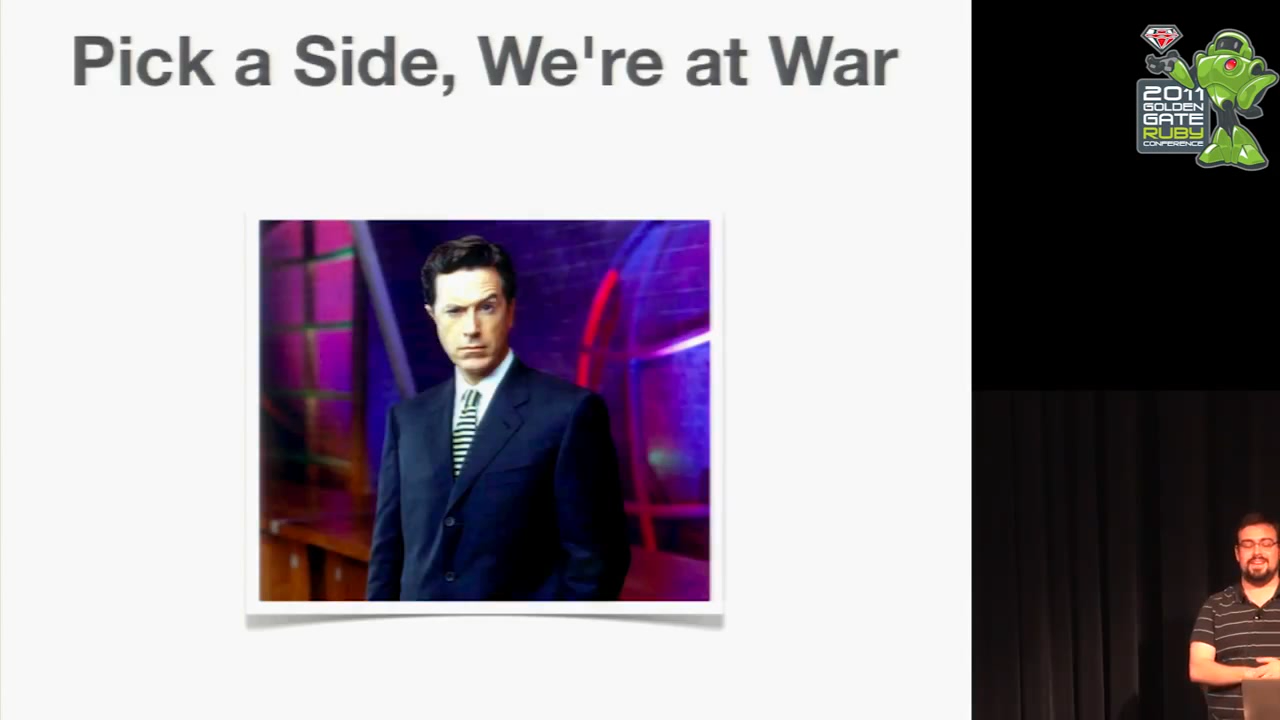 Pick a Side, We're at War
2011
GOLDEN
GATE
RUBY
CONFERENCE